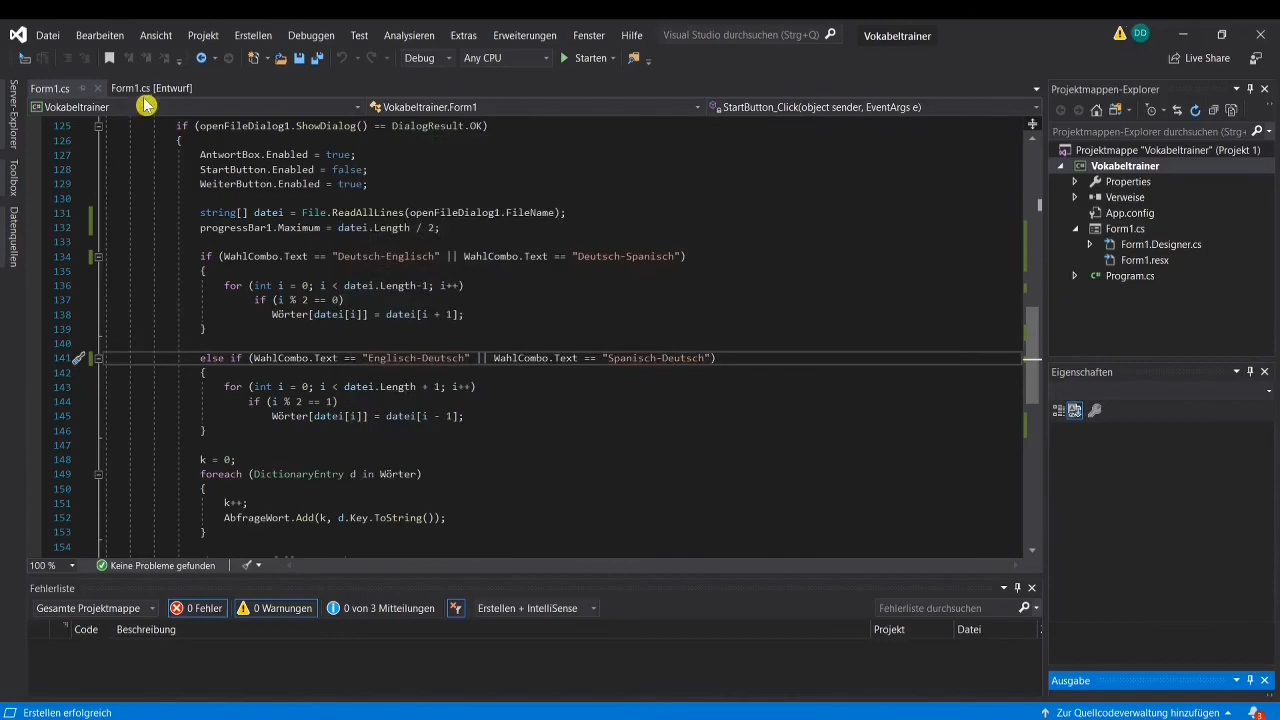 Datei Bearbeiten Ansicht Projekt Erstellen Debuggen Test Analysieren Extras Erweiterungen Fenster Hilfe Visual Studio durchsuchen (Strg+Q) Vokabeltrainer DD
Debug Any CPU Starten Live Share
Form1.cs Form1.cs [Entwurf]
Vokabeltrainer Vokabeltrainer.Form1 StartButton_Click(object sender, EventArgs e)
Server-Explorer
Toolbox
Datenquellen
125 if (openFileDialog1.ShowDialog() == DialogResult.OK)
126 {
127 AntwortBox.Enabled = true;
128 StartButton.Enabled = false;
129 WeiterButton.Enabled = true;
130
131 string[] datei = File.ReadAllLines(openFileDialog1.FileName);
132 progressBar1.Maximum = datei.Length / 2;
133
134 if (WahlCombo.Text == "Deutsch-Englisch" || WahlCombo.Text == "Deutsch-Spanisch")
135 {
136 for (int i = 0; i < datei.Length-1; i++)
137 if (i % 2 == 0)
138 Wörter[datei[i]] = datei[i + 1];
139 }
140
141 else if (WahlCombo.Text == "Englisch-Deutsch" || WahlCombo.Text == "Spanisch-Deutsch")
142 {
143 for (int i = 0; i < datei.Length + 1; i++)
144 if (i % 2 == 1)
145 Wörter[datei[i]] = datei[i - 1];
146 }
147
148 k = 0;
149 foreach (DictionaryEntry d in Wörter)
150 {
151 k++;
152 AbfrageWort.Add(k, d.Key.ToString());
153 }
154
100 % Keine Probleme gefunden
Fehlerliste
Gesamte Projektmappe 0 Fehler 0 Warnungen 0 von 3 Mitteilungen Erstellen + IntelliSense Fehlerliste durchsuchen
Code Beschreibung Projekt Datei
Projektmappen-Explorer
Projektmappen-Explorer durchsuchen (Strg+
Projektmappe "Vokabeltrainer" (Projekt 1)
Vokabeltrainer
Properties
Verweise
App.config
Form1.cs
Form1.Designer.cs
Form1.resx
Program.cs
Eigenschaften
Ausgabe
Erstellen erfolgreich Zur Quellcodeverwaltung hinzufügen